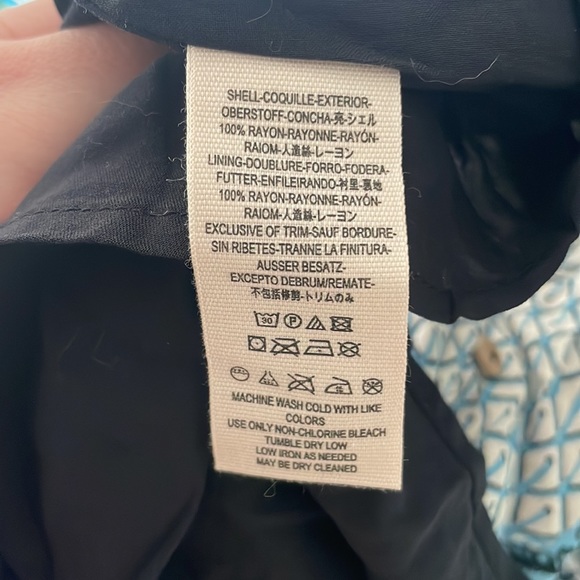 SHELL-COQUILLE-EXTERIOR-
OBERSTOFF-CONCHA-亮-シェル
100% RAYON-RAYONNE-RAYÓN-
RAIOM-人造絲-レーヨン
LINING-DOUBLURE-FORRO-FODERA-
FUTTER-ENFILEIRANDO-衬里-裏地
100% RAYON-RAYONNE-RAYÓN-
RAIOM-人造絲-レーヨン
EXCLUSIVE OF TRIM-SAUF BORDURE-
SIN RIBETES-TRANNE LA FINITURA-
AUSSER BESATZ-
EXCEPTO DEBRUM/REMATE-
不包括修剪-トリムのみ
30 P
MACHINE WASH COLD WITH LIKE
COLORS
USE ONLY NON-CHLORINE BLEACH
TUMBLE DRY LOW
LOW IRON AS NEEDED
MAY BE DRY CLEANED